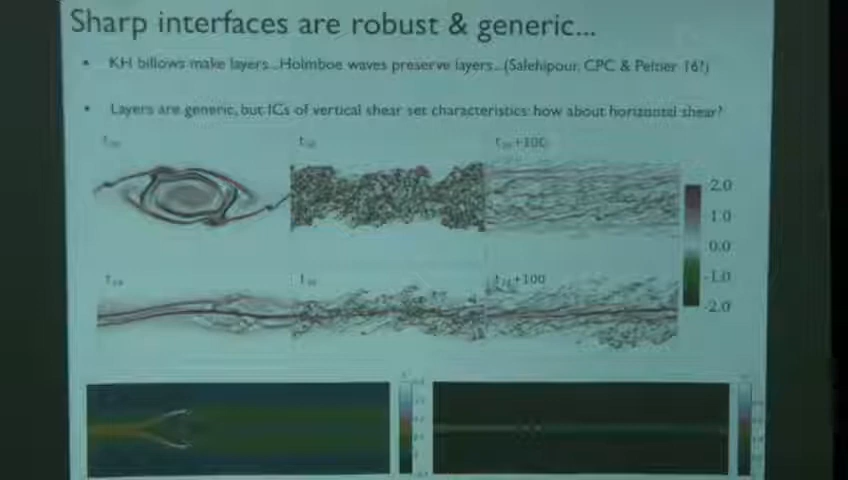 Sharp interfaces are robust & generic...
• KH billows make layers...Holmboe waves preserve layers...(Salehipour, CPC & Peltier 16?)
• Layers are generic, but ICs of vertical shear set characteristics: how about horizontal shear?
+100
2.0
1.0
0.0
-1.0
-2.0
+100